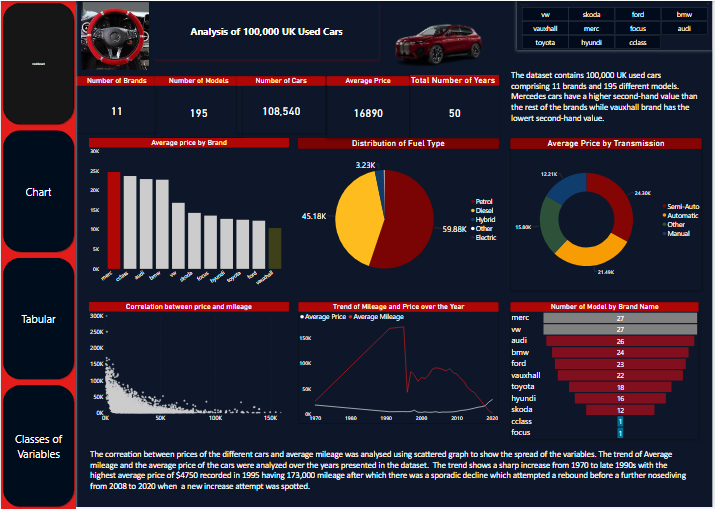 Analysis of 100,000 UK Used Cars
vw skoda ford bmw
vauxhall merc focus audi
toyota hyundi cclass
Number of Brands Number of Models Number of Cars Average Price Total Number of Years
11 195 108,540 16890 50
The dataset contains 100,000 UK used cars
comprising 11 brands and 195 different models.
Mercedes cars have a higher second-hand value than
the rest of the brands while vauxhall brand has the
lowest second-hand value.
Chart
Tabular
Classes of
Variables
Average price by Brand
30K
25K
20K
15K
10K
5K
0K
merc cclass audi bmw vw skoda focus hyundi toyota ford vauxhall
Distribution of Fuel Type
3.23K
45.18K
59.88K
Petrol
Diesel
Hybrid
Other
Electric
Average Price by Transmission
12.21K
24.30K
15.80K
21.49K
Semi-Auto
Automatic
Other
Manual
Correlation between price and mileage
300K
250K
200K
150K
100K
50K
0K
0K 50K 100K 150K
Trend of Mileage and Price over the Year
Average Price Average Mileage
150K
100K
50K
0K
1970 1980 1990 2000 2010 2020
Number of Model by Brand Name
merc 27
vw 27
audi 26
bmw 24
ford 23
vauxhall 22
toyota 18
hyundi 16
skoda 12
cclass 1
focus 1
The correation between prices of the different cars and average mileage was analysed using scattered graph to show the spread of the variables. The trend of Average
mileage and the average price of the cars were analyzed over the years presented in the dataset. The trend shows a sharp increase from 1970 to late 1990s with the
highest average price of $4750 recorded in 1995 having 173,000 mileage after which there was a sporadic decline which attempted a rebound before a further nosediving
from 2008 to 2020 when a new increase attempt was spotted.